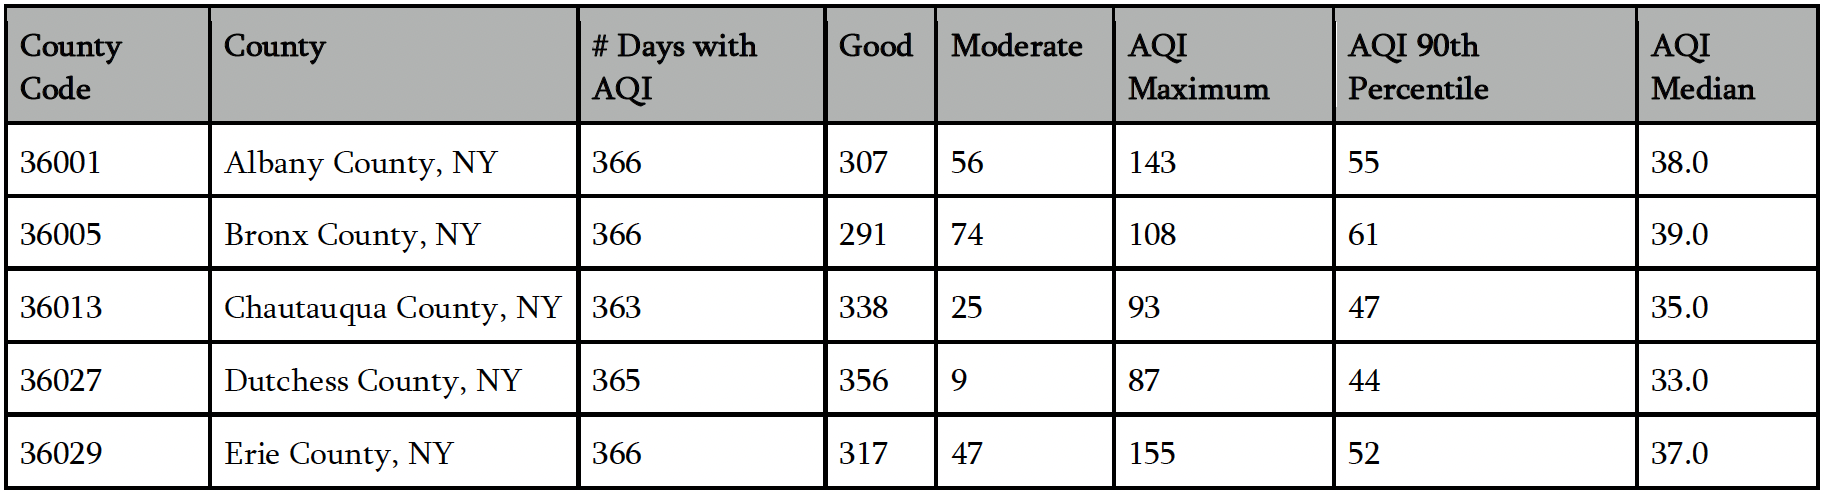 County Code County # Days with AQI Good Moderate AQI Maximum AQI 90th Percentile AQI Median
36001 Albany County, NY 366 307 56 143 55 38.0
36005 Bronx County, NY 366 291 74 108 61 39.0
36013 Chautauqua County, NY 363 338 25 93 47 35.0
36027 Dutchess County, NY 365 356 9 87 44 33.0
36029 Erie County, NY 366 317 47 155 52 37.0